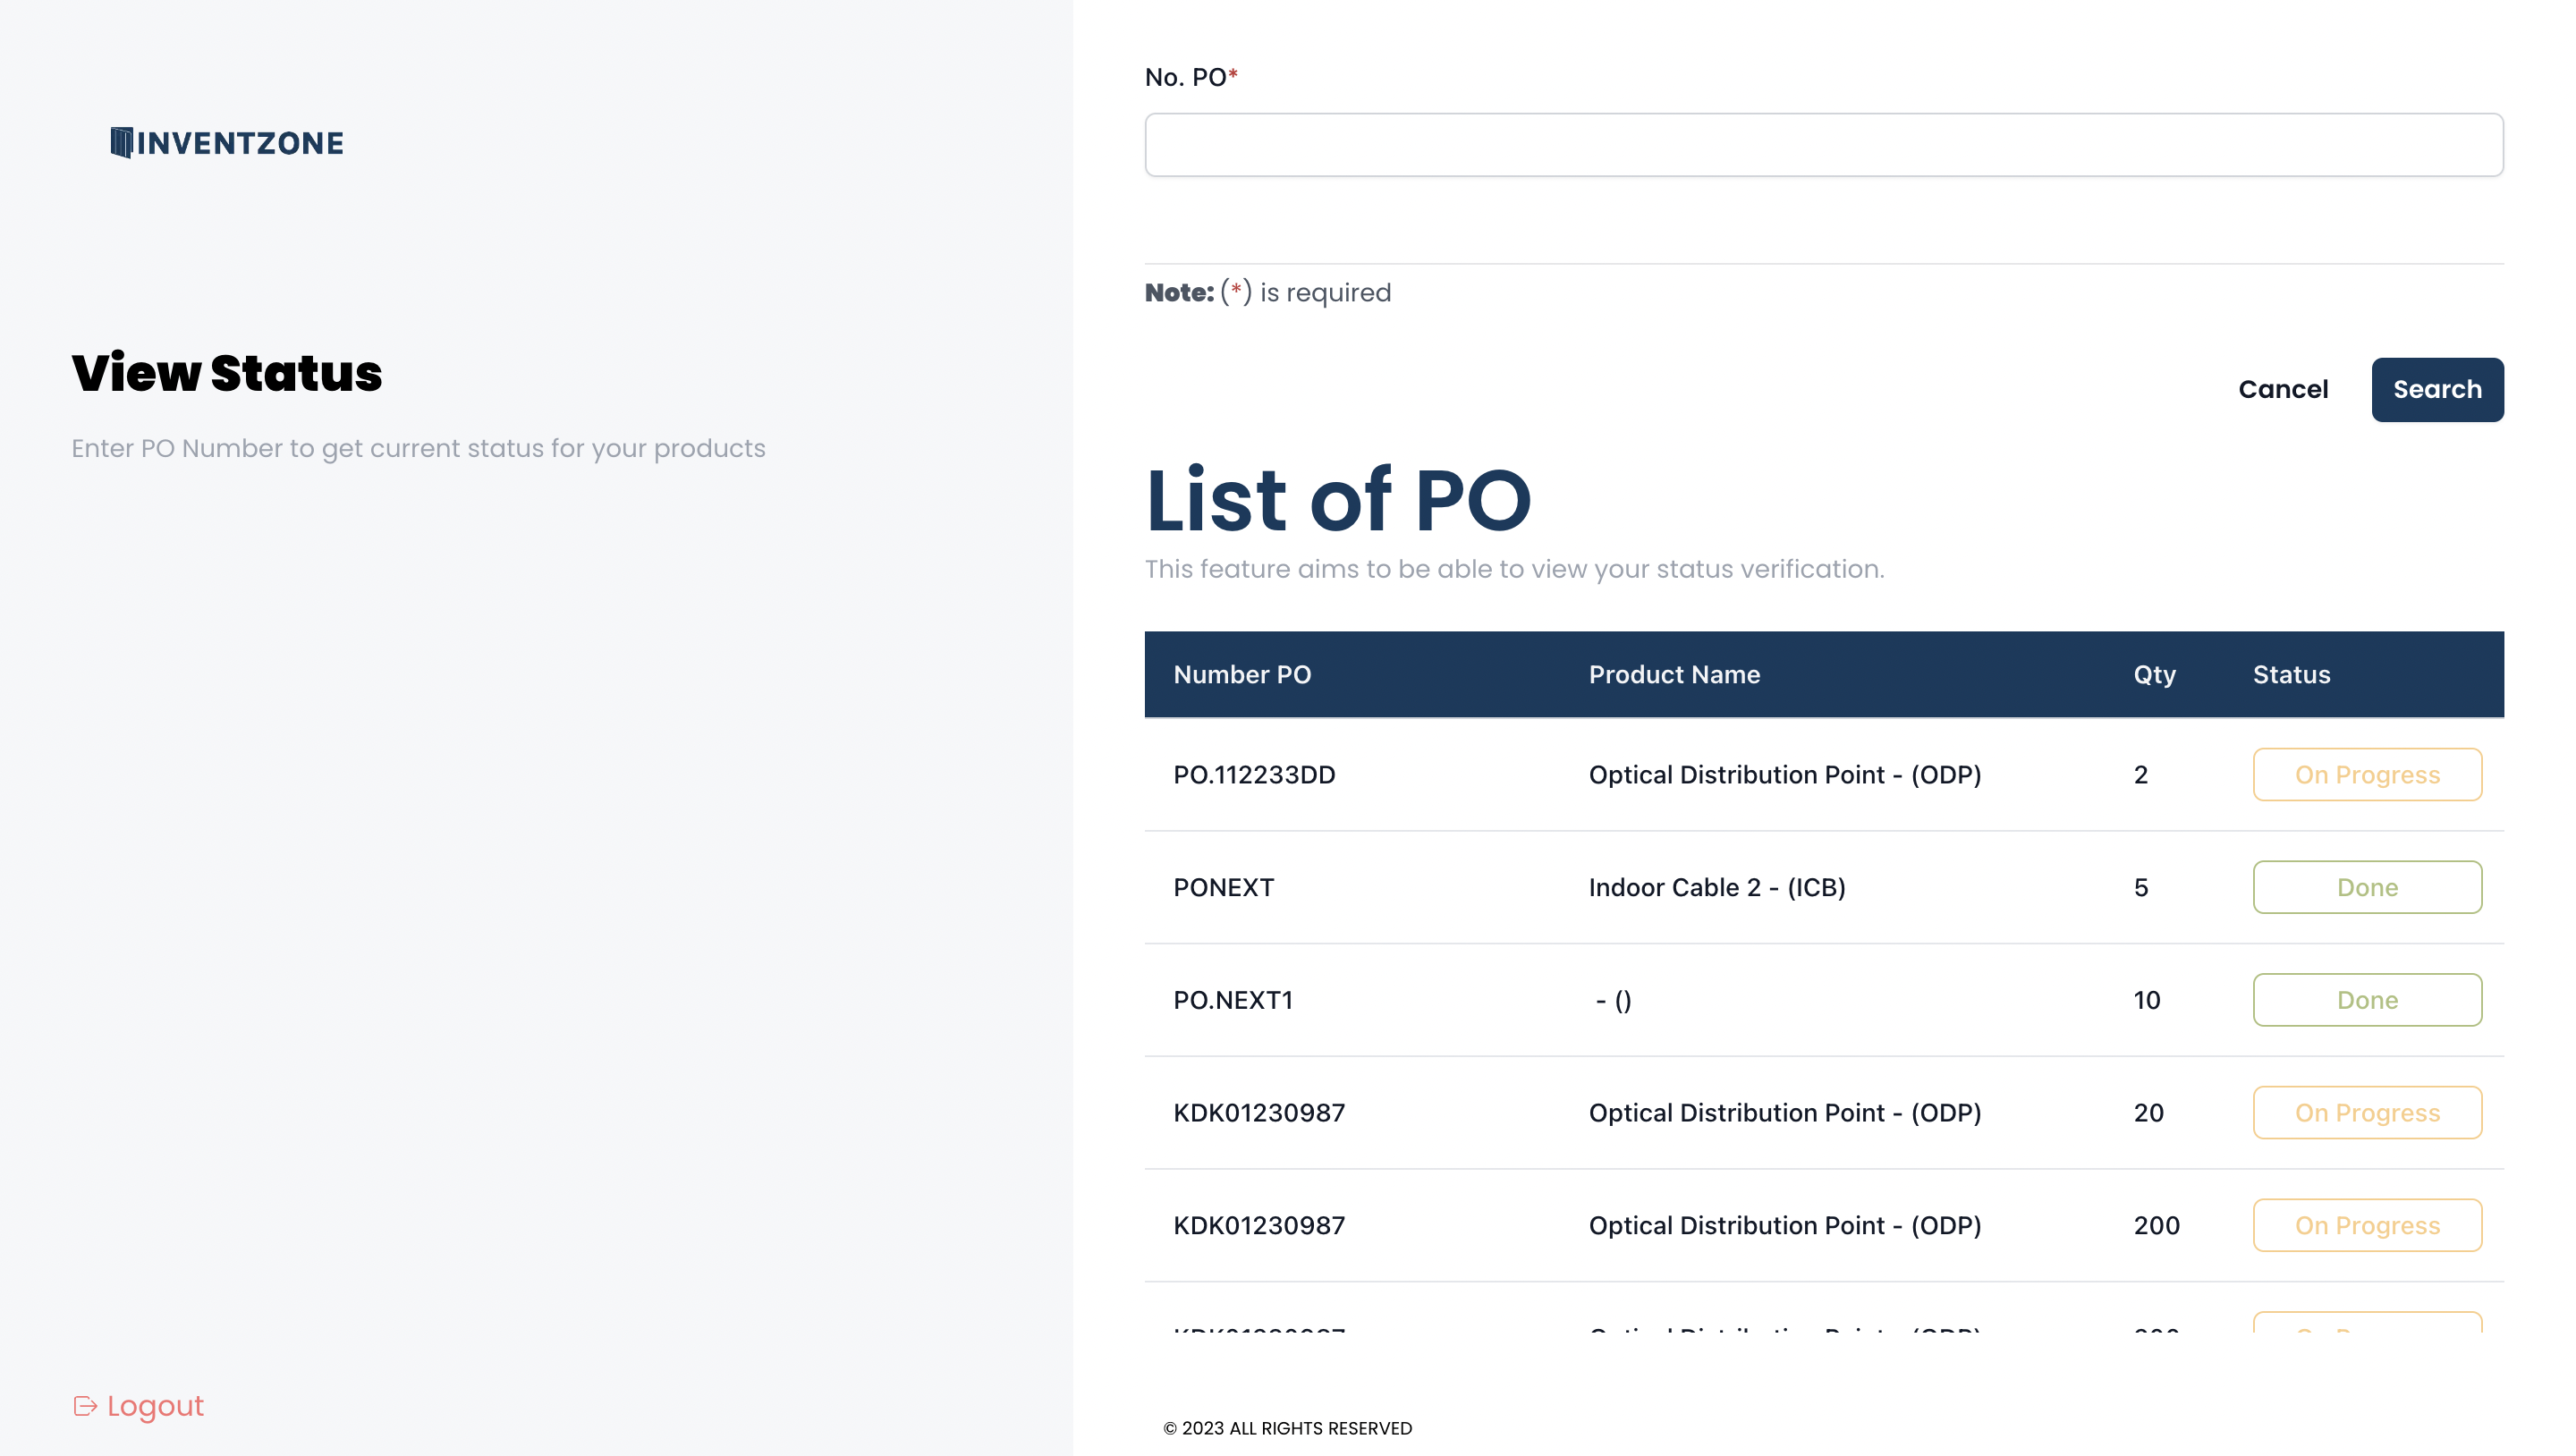 INVENTZONE
View Status
Enter PO Number to get current status for your products
Logout
No. PO*
Note: (*) is required
Cancel Search
List of PO
This feature aims to be able to view your status verification.
Number PO Product Name Qty Status
PO.112233DD Optical Distribution Point - (ODP) 2 On Progress
PONEXT Indoor Cable 2 - (ICB) 5 Done
PO.NEXT1 - () 10 Done
KDK01230987 Optical Distribution Point - (ODP) 20 On Progress
KDK01230987 Optical Distribution Point - (ODP) 200 On Progress
© 2023 ALL RIGHTS RESERVED